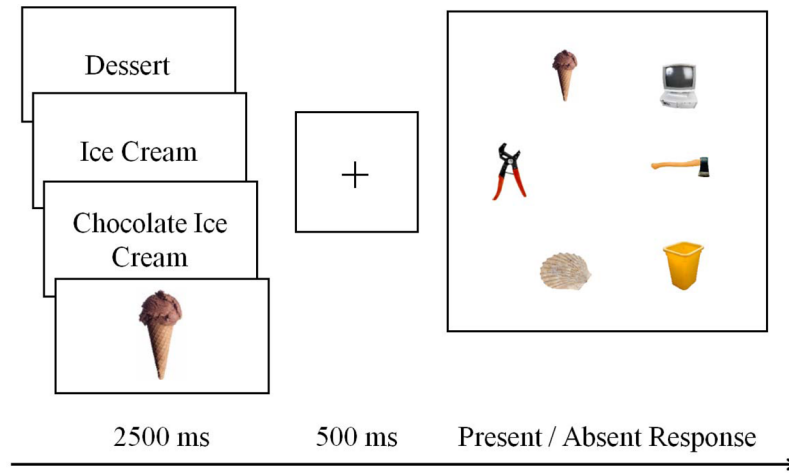 Dessert
Ice Cream
Chocolate Ice
Cream
+
2500 ms
500 ms
Present / Absent Response